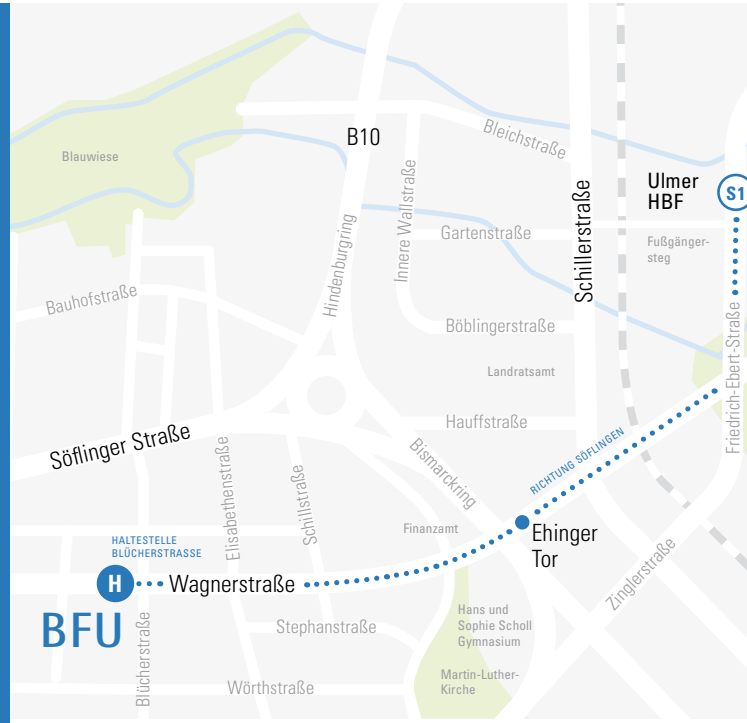 B10
Bleichstraße
Blauwiese
Ulmer
HBF
S1
Schillerstraße
Innere Wallstraße
Gartenstraße
Fußgänger-
steg
Hindenburgring
Bauhofstraße
Böblingerstraße
Landratsamt
Friedrich-Ebert-Straße
Hauffstraße
Söflinger Straße
Bismarckring
RICHTUNG SÖFLINGEN
Elisabethenstraße
Schillstraße
Finanzamt
Ehinger
Tor
HALTESTELLE
BLÜCHERSTRASSE
H
Wagnerstraße
Zinglerstraße
BFU
Blücherstraße
Stephanstraße
Hans und
Sophie Scholl
Gymnasium
Wörthstraße
Martin-Luther-
Kirche